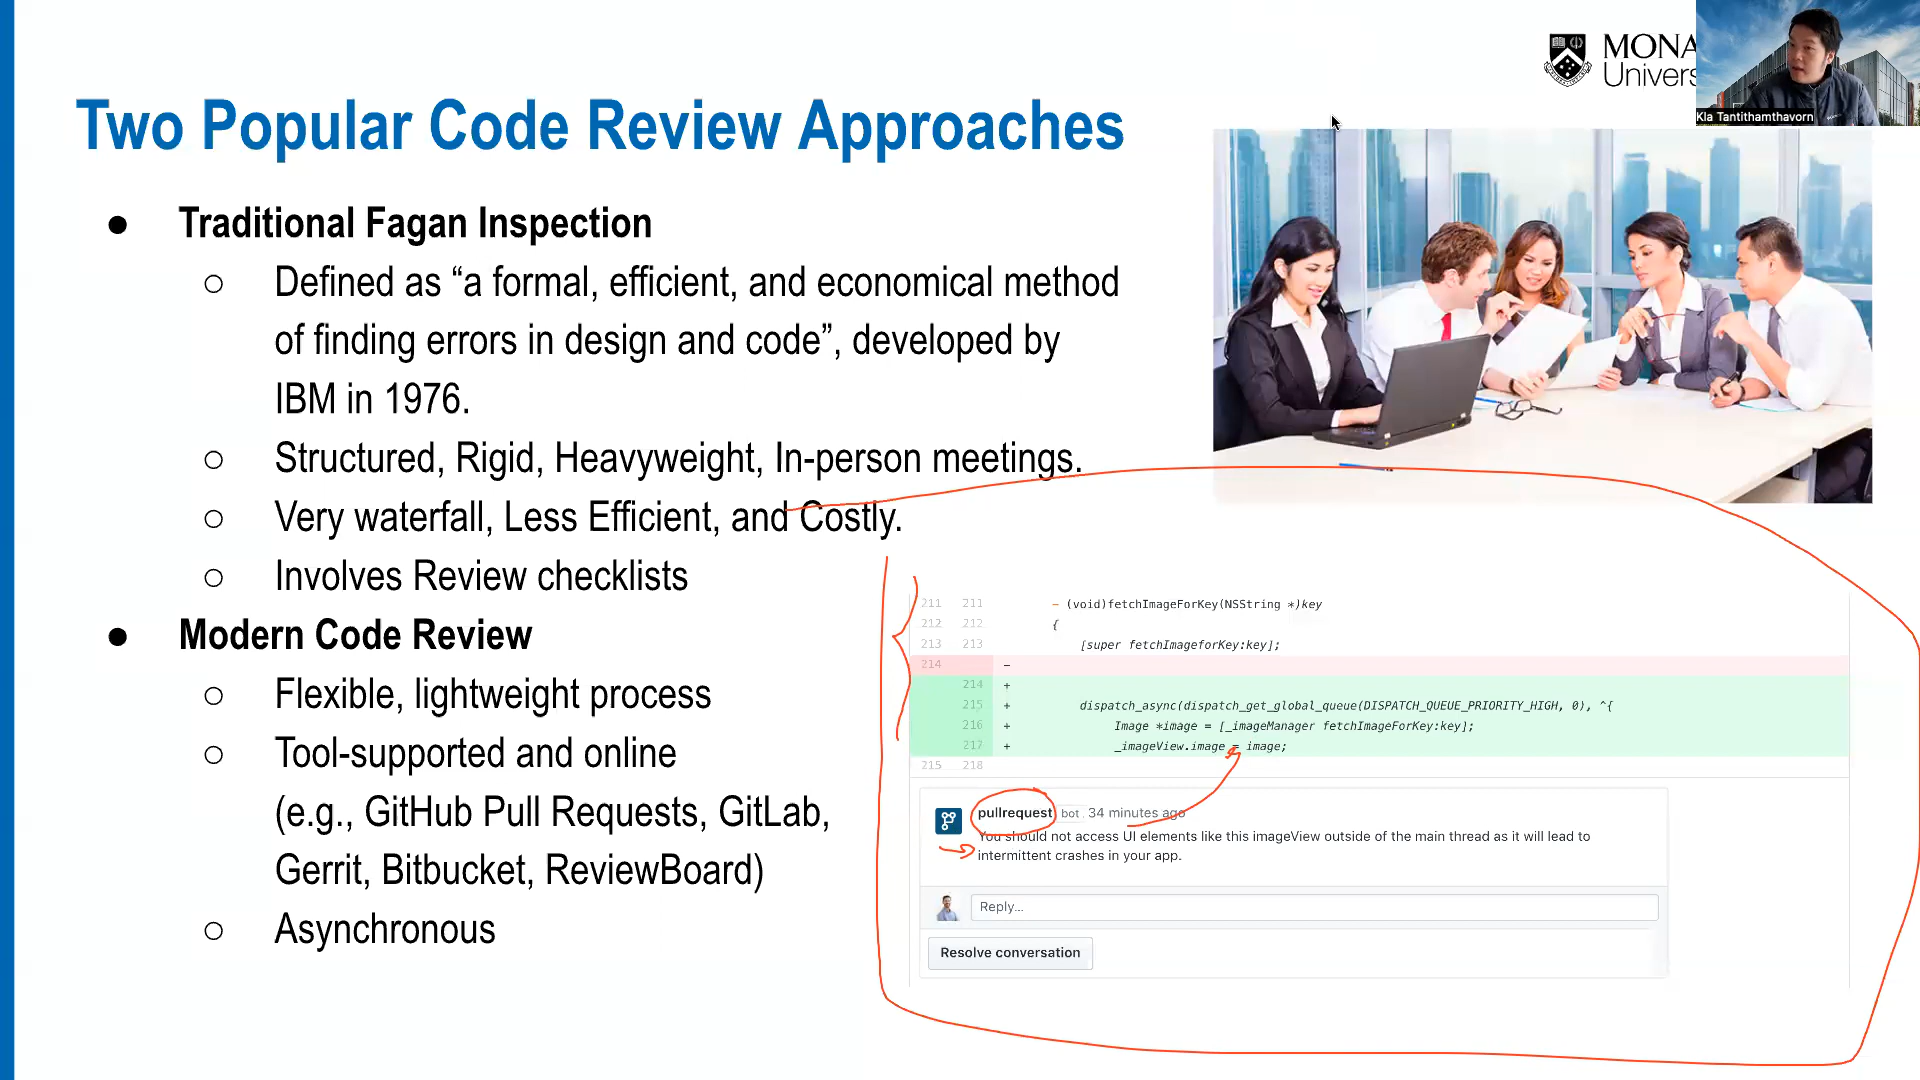 MONA
Univers
Kla Tantithamthavorn
Two Popular Code Review Approaches
● Traditional Fagan Inspection
○ Defined as “a formal, efficient, and economical method
of finding errors in design and code”, developed by
IBM in 1976.
○ Structured, Rigid, Heavyweight, In-person meetings.
○ Very waterfall, Less Efficient, and Costly.
○ Involves Review checklists
● Modern Code Review
○ Flexible, lightweight process
○ Tool-supported and online
(e.g., GitHub Pull Requests, GitLab,
Gerrit, Bitbucket, ReviewBoard)
○ Asynchronous
211 211 - (void)fetchImageForKey(NSString *)key
212 212 {
213 213 [super fetchImageforKey:key];
214 -
214 +
215 + dispatch_async(dispatch_get_global_queue(DISPATCH_QUEUE_PRIORITY_HIGH, 0), ^{
216 + Image *image = [_imageManager fetchImageForKey:key];
217 + _imageView.image = image;
215 218
pullrequest bot . 34 minutes ago
You should not access UI elements like this imageView outside of the main thread as it will lead to
intermittent crashes in your app.
Reply...
Resolve conversation